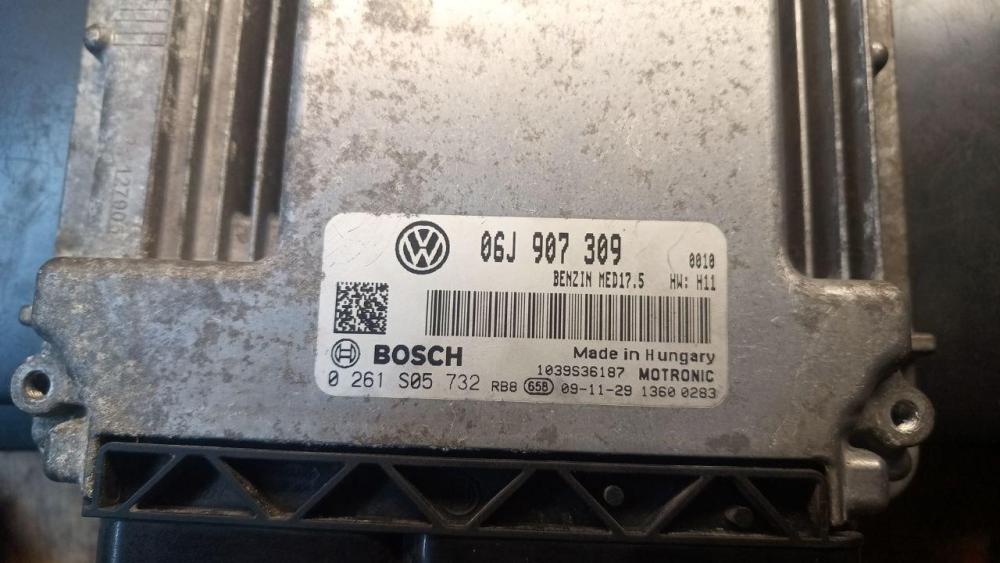 06J 907 309
0010
BENZIN MED17.5 HW: H11
BOSCH
Made in Hungary
1039S36187 MOTRONIC
0 261 S05 732 RB8 658 09-11-29 1360 0283